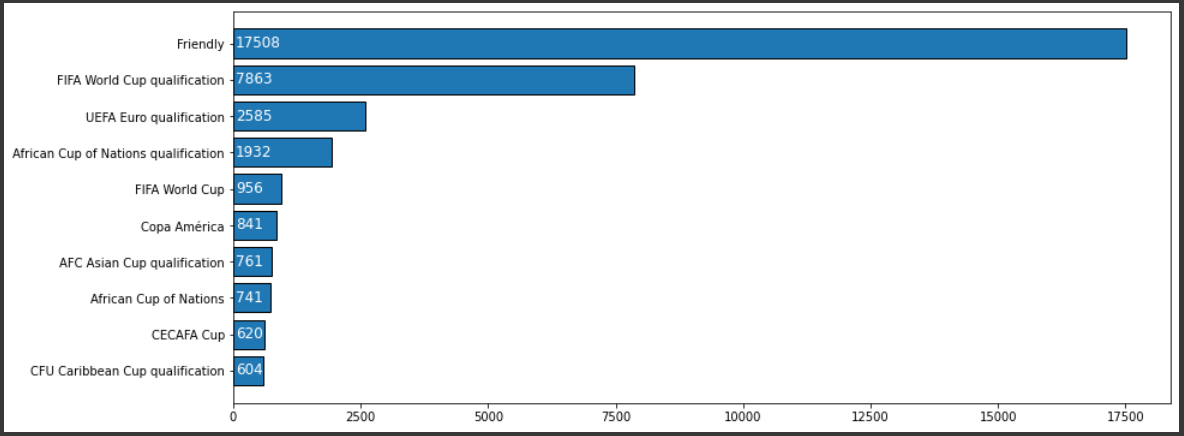 Friendly 17508
FIFA World Cup qualification 7863
UEFA Euro qualification 2585
African Cup of Nations qualification 1932
FIFA World Cup 956
Copa América 841
AFC Asian Cup qualification 761
African Cup of Nations 741
CECAFA Cup 620
CFU Caribbean Cup qualification 604
0 2500 5000 7500 10000 12500 15000 17500